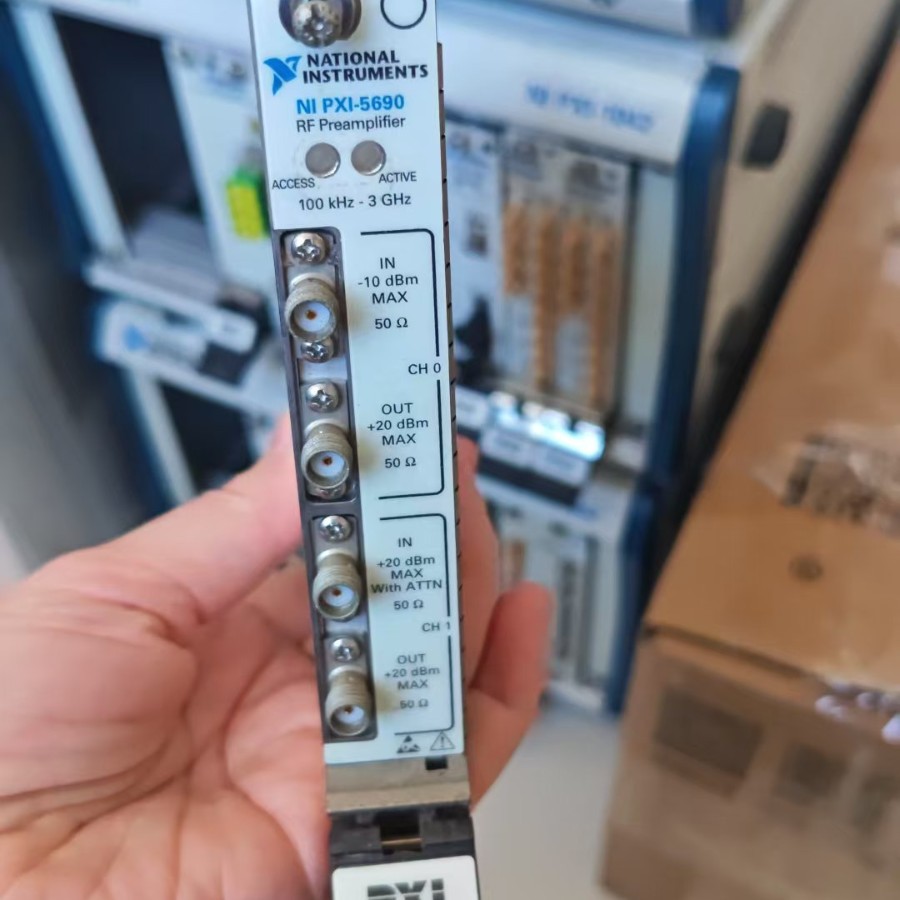 NATIONAL
INSTRUMENTS
NI PXI-5690
RF Preamplifier
ACCESS
ACTIVE
100 kHz - 3 GHz
IN
-10 dBm
MAX
50 Ω
CH 0
OUT
+20 dBm
MAX
50 Ω
IN
+20 dBm
MAX
With ATTN
50 Ω
CH 1
OUT
+20 dBm
MAX
50 Ω
PXI